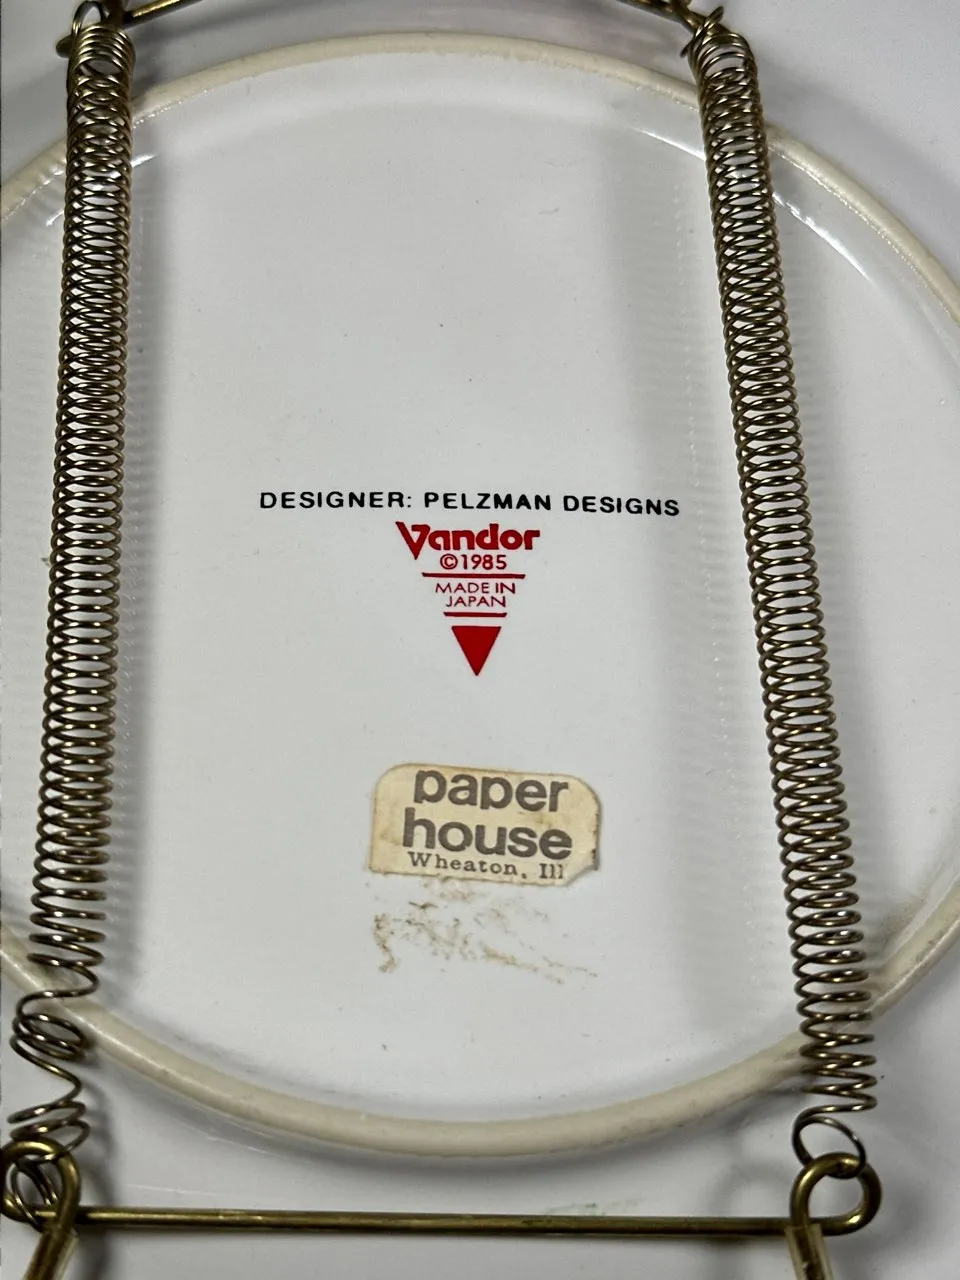 DESIGNER: PELZMAN DESIGNS
Vandor
©1985
MADE IN
JAPAN
paper
house
Wheaton, Ill